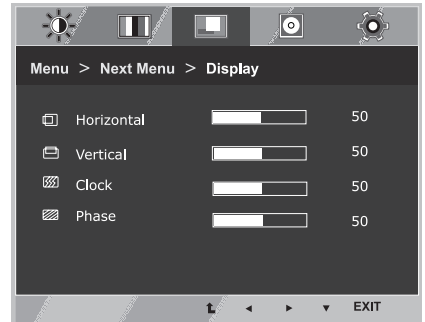 Menu > Next Menu > Display
Horizontal 50
Vertical 50
Clock 50
Phase 50
EXIT